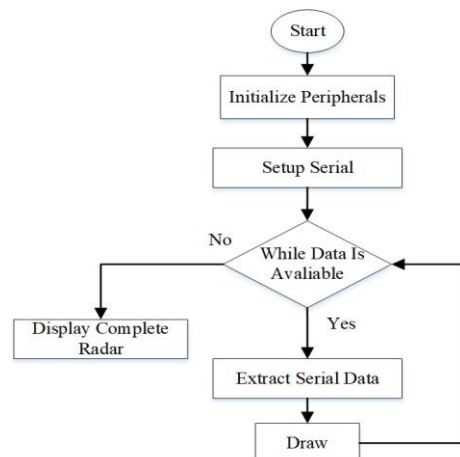 Start
Initialize Peripherals
Setup Serial
No
While Data Is
Avaliable
Display Complete
Radar
Yes
Extract Serial Data
Draw